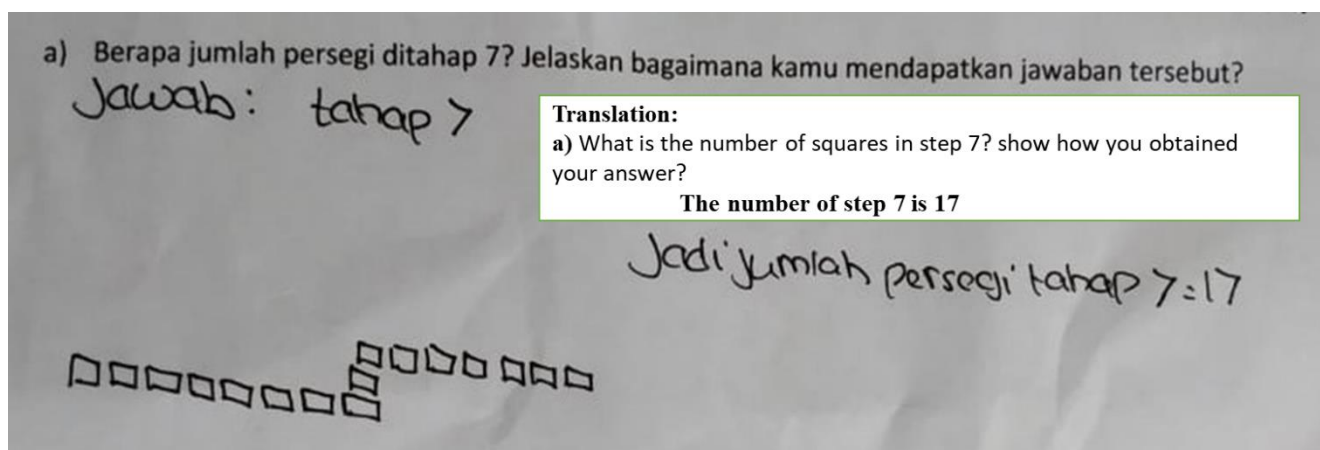 a) Berapa jumlah persegi ditahap 7? Jelaskan bagaimana kamu mendapatkan jawaban tersebut?
Jawab: tahap 7
Translation:
a) What is the number of squares in step 7? show how you obtained
your answer?
The number of step 7 is 17
Jadi jumlah persegi tahap 7=17